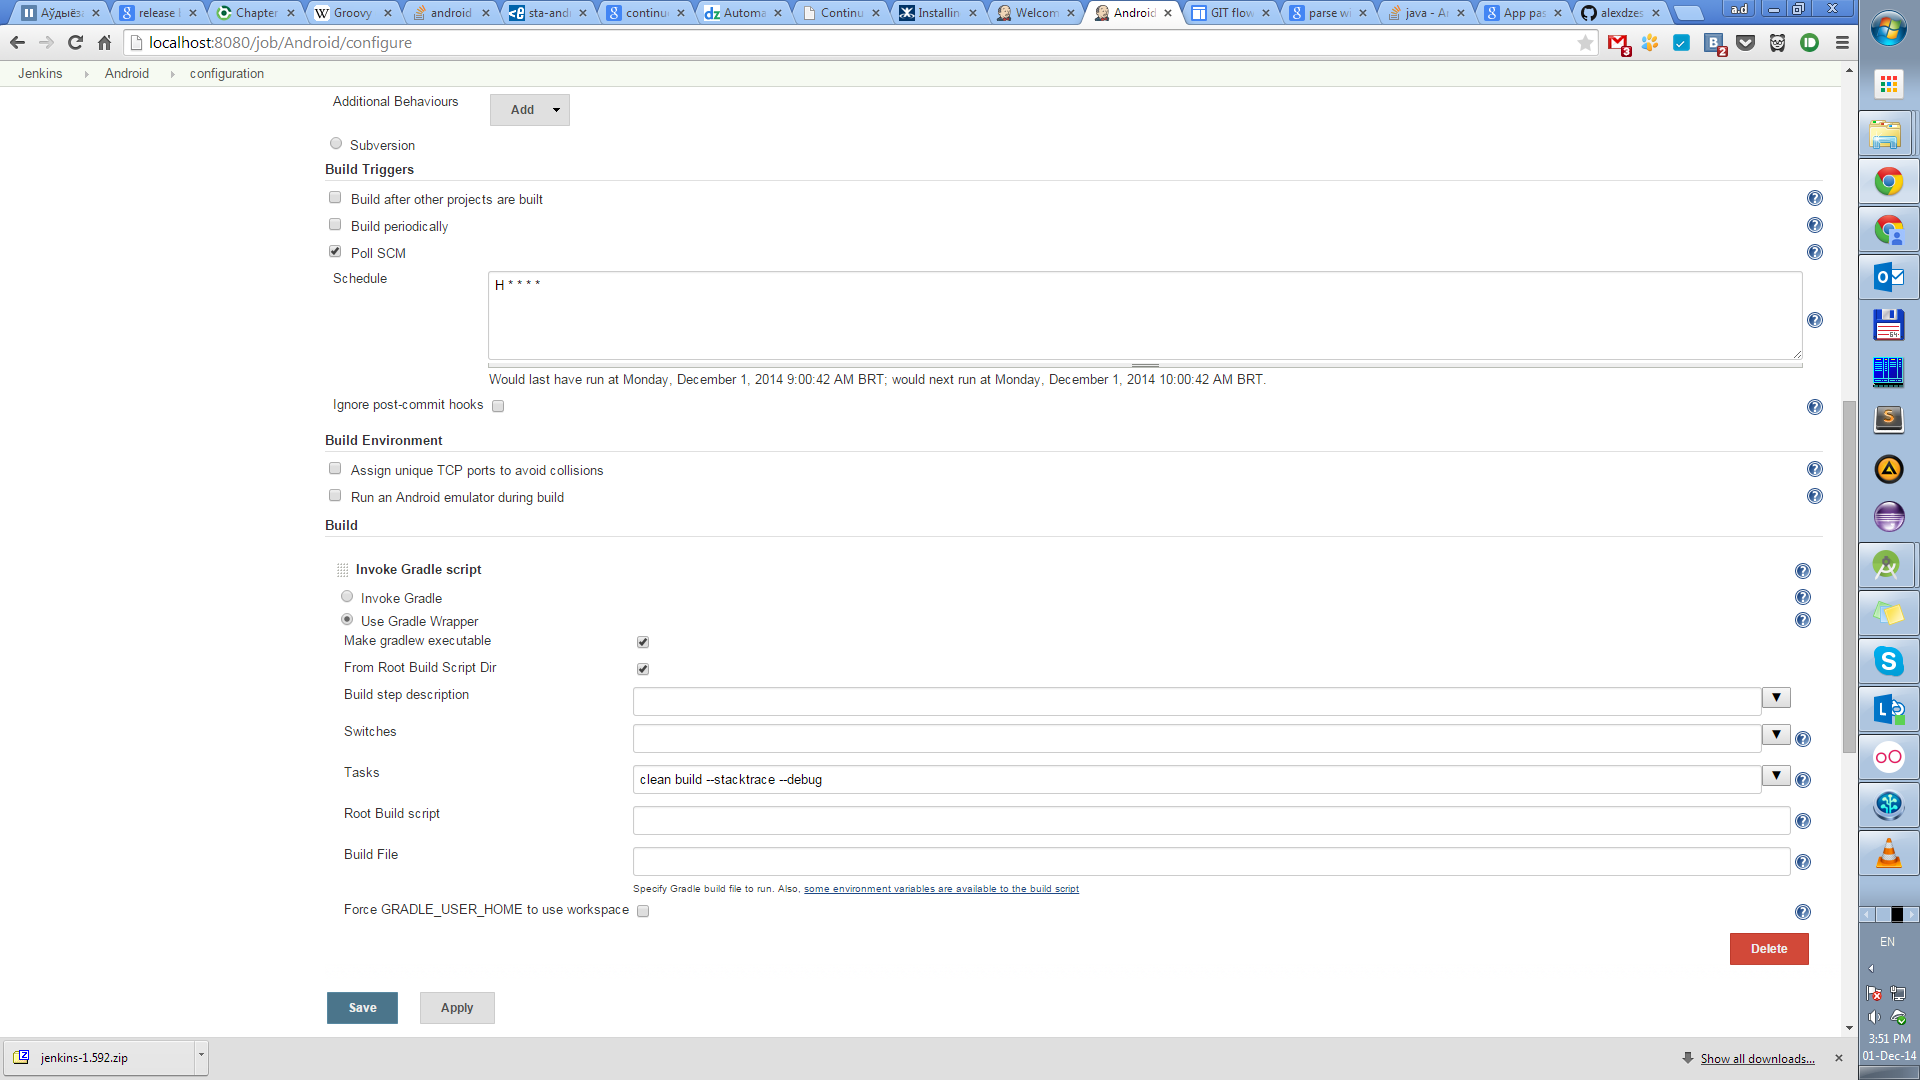 Аўдыёза
release
Chapter
Groovy
android
sta-and
continu
Automa
Continu
Installin
Welcom
Android
GIT flow
parse wi
java - A
App pas
alexdzes
a.d
localhost:8080/job/Android/configure
3
2
Jenkins
Android
configuration
Additional Behaviours
Add
Subversion
Build Triggers
Build after other projects are built
Build periodically
Poll SCM
Schedule
H * * * *
Would last have run at Monday, December 1, 2014 9:00:42 AM BRT; would next run at Monday, December 1, 2014 10:00:42 AM BRT.
Ignore post-commit hooks
Build Environment
Assign unique TCP ports to avoid collisions
Run an Android emulator during build
Build
Invoke Gradle script
Invoke Gradle
Use Gradle Wrapper
Make gradlew executable
From Root Build Script Dir
Build step description
Switches
Tasks
clean build --stacktrace --debug
Root Build script
Build File
Specify Gradle build file to run. Also, some environment variables are available to the build script
Force GRADLE_USER_HOME to use workspace
Delete
Save
Apply
jenkins-1.592.zip
Show all downloads...
EN
3:51 PM
01-Dec-14